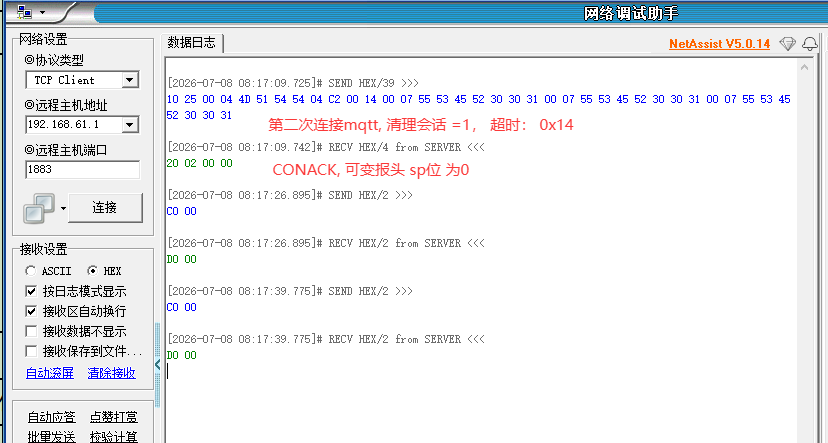 网络调试助手
网络设置
协议类型
TCP Client
远程主机地址
192.168.61.1
远程主机端口
1883
连接
接收设置
ASCII HEX
按日志模式显示
接收区自动换行
接收数据不显示
接收保存到文件...
自动滚屏 清除接收
自动应答 点赞打赏
批量发送 校验计算
数据日志
NetAssist V5.0.14
[2026-07-08 08:17:09.725]# SEND HEX/39 >>>
10 25 00 04 4D 51 54 54 04 C2 00 14 00 07 55 53 45 52 30 30 31 00 07 55 53 45 52 30 30 31 00 07 55 53 45
52 30 30 31
第二次连接mqtt, 清理会话 =1， 超时： 0x14
[2026-07-08 08:17:09.742]# RECV HEX/4 from SERVER <<<
20 02 00 00
CONACK, 可变报头 sp位 为0
[2026-07-08 08:17:26.895]# SEND HEX/2 >>>
C0 00
[2026-07-08 08:17:26.895]# RECV HEX/2 from SERVER <<<
D0 00
[2026-07-08 08:17:39.775]# SEND HEX/2 >>>
C0 00
[2026-07-08 08:17:39.775]# RECV HEX/2 from SERVER <<<
D0 00